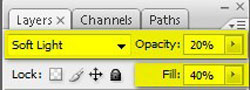 Layers × Channels Paths
Soft Light Opacity: 20%
Lock: Fill: 40%